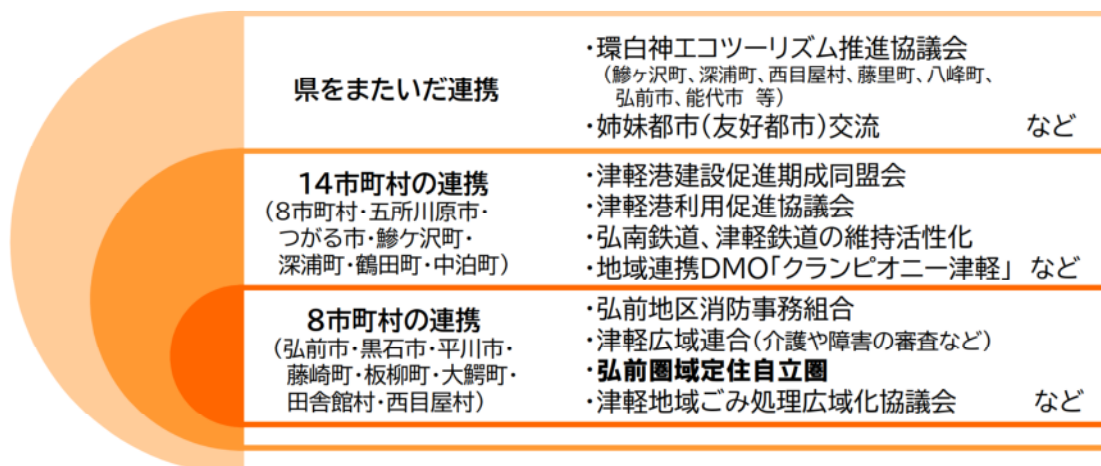 県をまたいだ連携
・環白神エコツーリズム推進協議会
（鰺ヶ沢町、深浦町、西目屋村、藤里町、八峰町、
弘前市、能代市 等）
・姉妹都市(友好都市)交流 など
14市町村の連携
(8市町村・五所川原市・
つがる市・鰺ケ沢町・
深浦町・鶴田町・中泊町)
・津軽港建設促進期成同盟会
・津軽港利用促進協議会
・弘南鉄道、津軽鉄道の維持活性化
・地域連携DMO「クランピオニー津軽」 など
8市町村の連携
(弘前市・黒石市・平川市・
藤崎町・板柳町・大鰐町・
田舎館村・西目屋村)
・弘前地区消防事務組合
・津軽広域連合(介護や障害の審査など)
・弘前圏域定住自立圏
・津軽地域ごみ処理広域化協議会 など